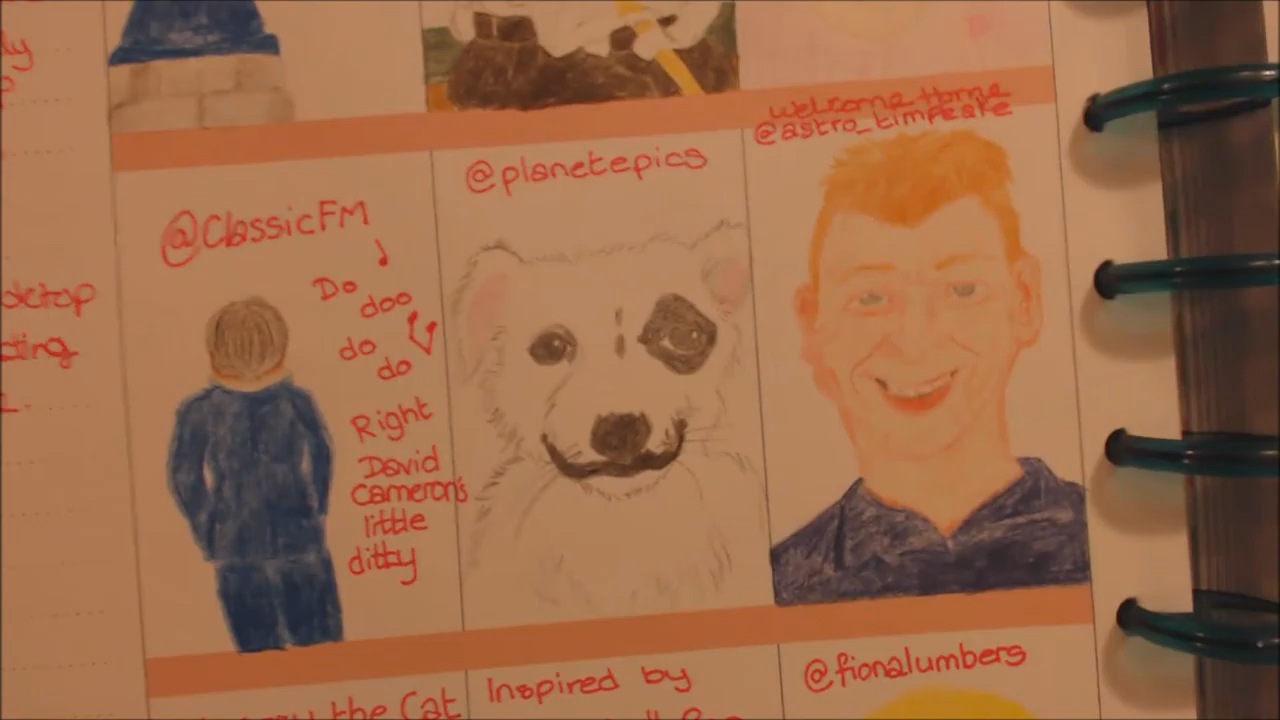 welcome Home
@astro_timpeake
@planetepics
@ClassicFM
Do
doo
do
do
Right
David
Cameron's
little
ditty
@fionalumbers
the Cat
Inspired by